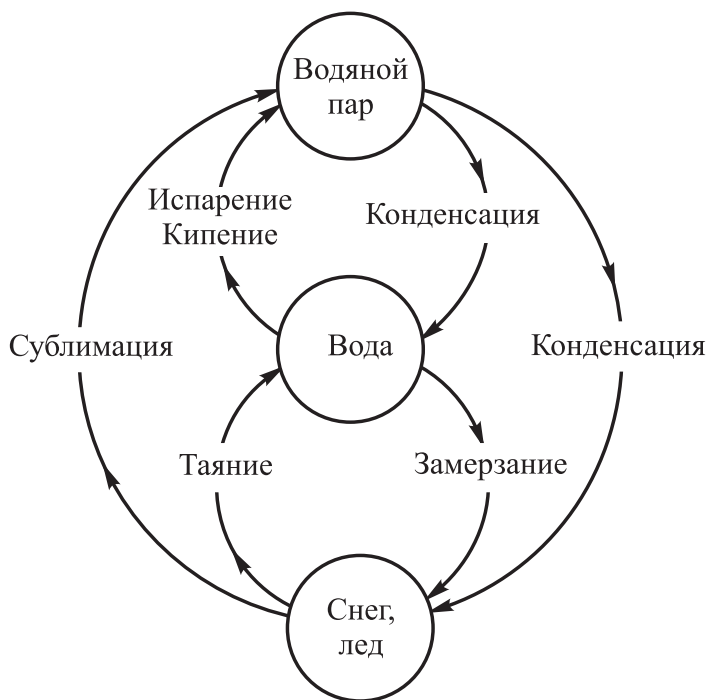 Водяной
пар
Испарение
Кипение
Конденсация
Сублимация
Вода
Конденсация
Таяние
Замерзание
Снег,
лед